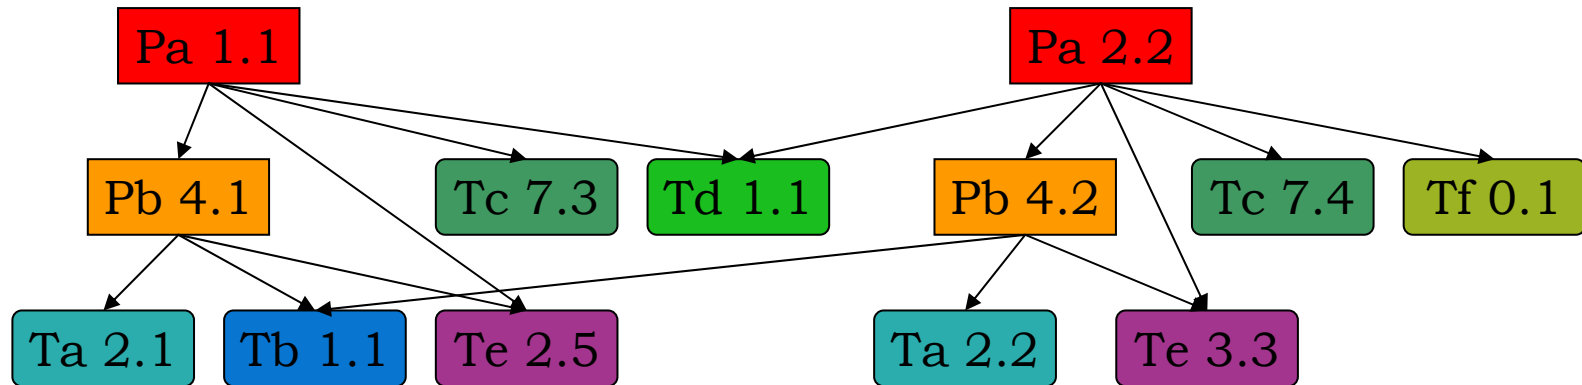 Pa 1.1
Pa 2.2
Pb 4.1
Tc 7.3
Td 1.1
Pb 4.2
Tc 7.4
Tf 0.1
Ta 2.1
Tb 1.1
Te 2.5
Ta 2.2
Te 3.3